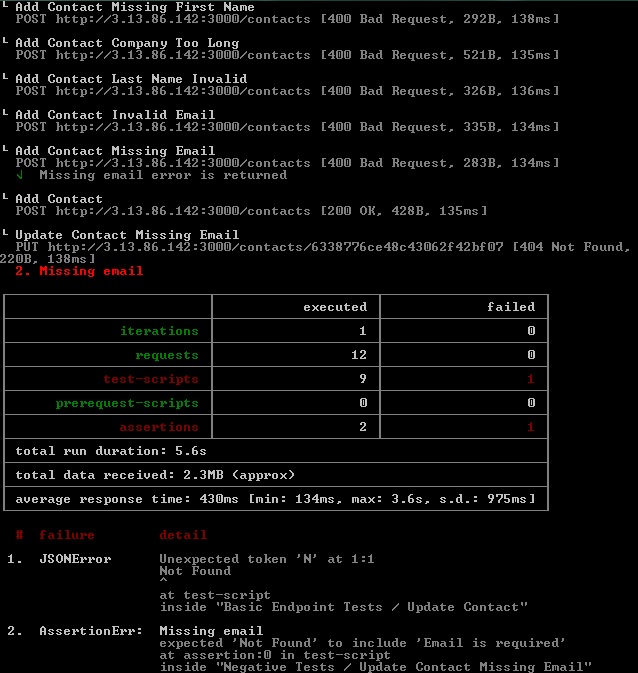 └ Add Contact Missing First Name
POST http://3.13.86.142:3000/contacts [400 Bad Request, 292B, 138ms]
└ Add Contact Company Too Long
POST http://3.13.86.142:3000/contacts [400 Bad Request, 521B, 135ms]
└ Add Contact Last Name Invalid
POST http://3.13.86.142:3000/contacts [400 Bad Request, 326B, 136ms]
└ Add Contact Invalid Email
POST http://3.13.86.142:3000/contacts [400 Bad Request, 335B, 134ms]
└ Add Contact Missing Email
POST http://3.13.86.142:3000/contacts [400 Bad Request, 283B, 134ms]
√ Missing email error is returned
└ Add Contact
POST http://3.13.86.142:3000/contacts [200 OK, 428B, 135ms]
└ Update Contact Missing Email
PUT http://3.13.86.142:3000/contacts/6338776ce48c43062f42bf07 [404 Not Found,
220B, 138ms]
2. Missing email
executed failed
iterations 1 0
requests 12 0
test-scripts 9 1
prerequest-scripts 0 0
assertions 2 1
total run duration: 5.6s
total data received: 2.3MB (approx)
average response time: 430ms [min: 134ms, max: 3.6s, s.d.: 975ms]
# failure detail
1. JSONError Unexpected token 'N' at 1:1
Not Found
^
at test-script
inside "Basic Endpoint Tests / Update Contact"
2. AssertionErr: Missing email
expected 'Not Found' to include 'Email is required'
at assertion:0 in test-script
inside "Negative Tests / Update Contact Missing Email"